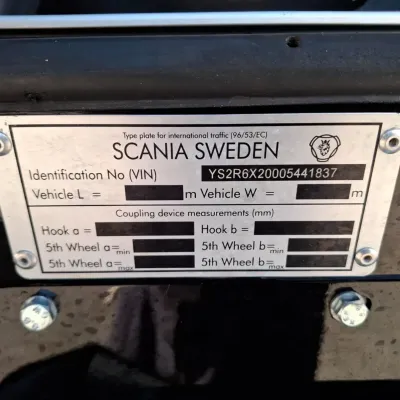 Type plate for international traffic (96/53/EC)
SCANIA SWEDEN
Identification No (VIN) YS2R6X20005441837
Vehicle L = m Vehicle W = m
Coupling device measurements (mm)
Hook a = Hook b =
5th Wheel a=min 5th Wheel b=min
5th Wheel a=max 5th Wheel b=max